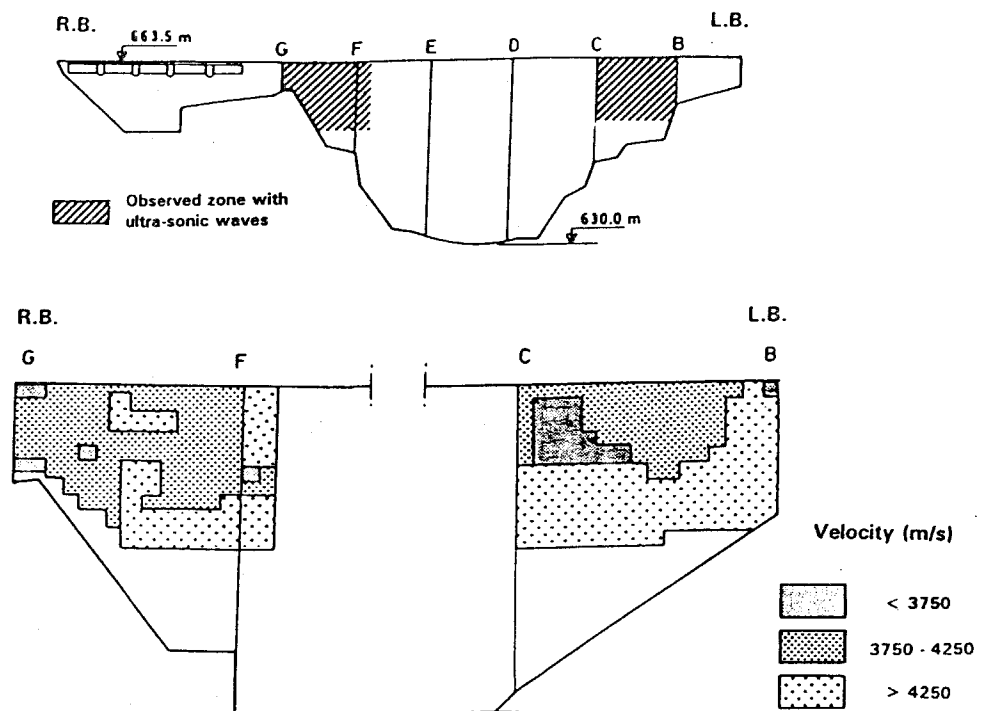 R.B.
L.B.
663.5 m
G F E D C B
Observed zone with
ultra-sonic waves
630.0 m
R.B.
L.B.
G F C B
Velocity (m/s)
< 3750
3750 - 4250
> 4250